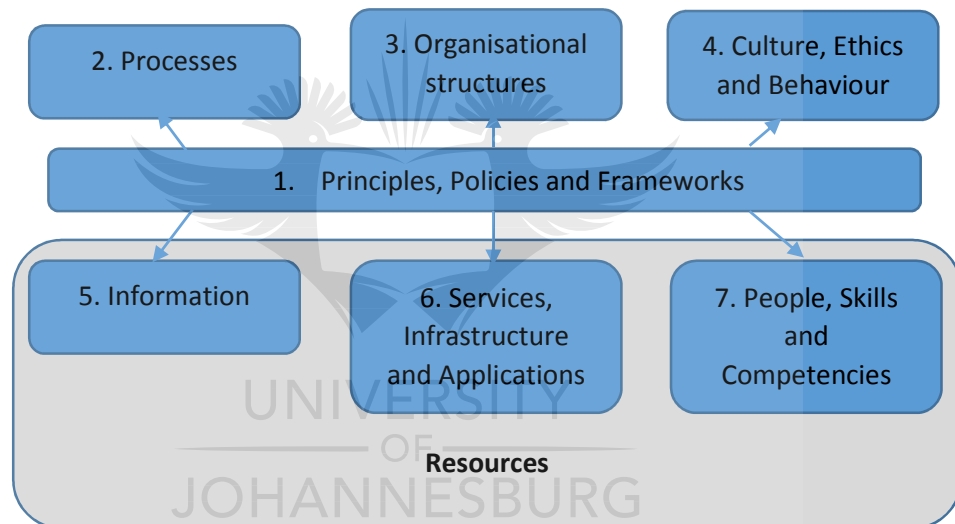 2. Processes
3. Organisational
structures
4. Culture, Ethics
and Behaviour
1. Principles, Policies and Frameworks
5. Information
6. Services,
Infrastructure
and Applications
7. People, Skills
and
Competencies
UNIVERSITY
OF
JOHANNESBURG
Resources